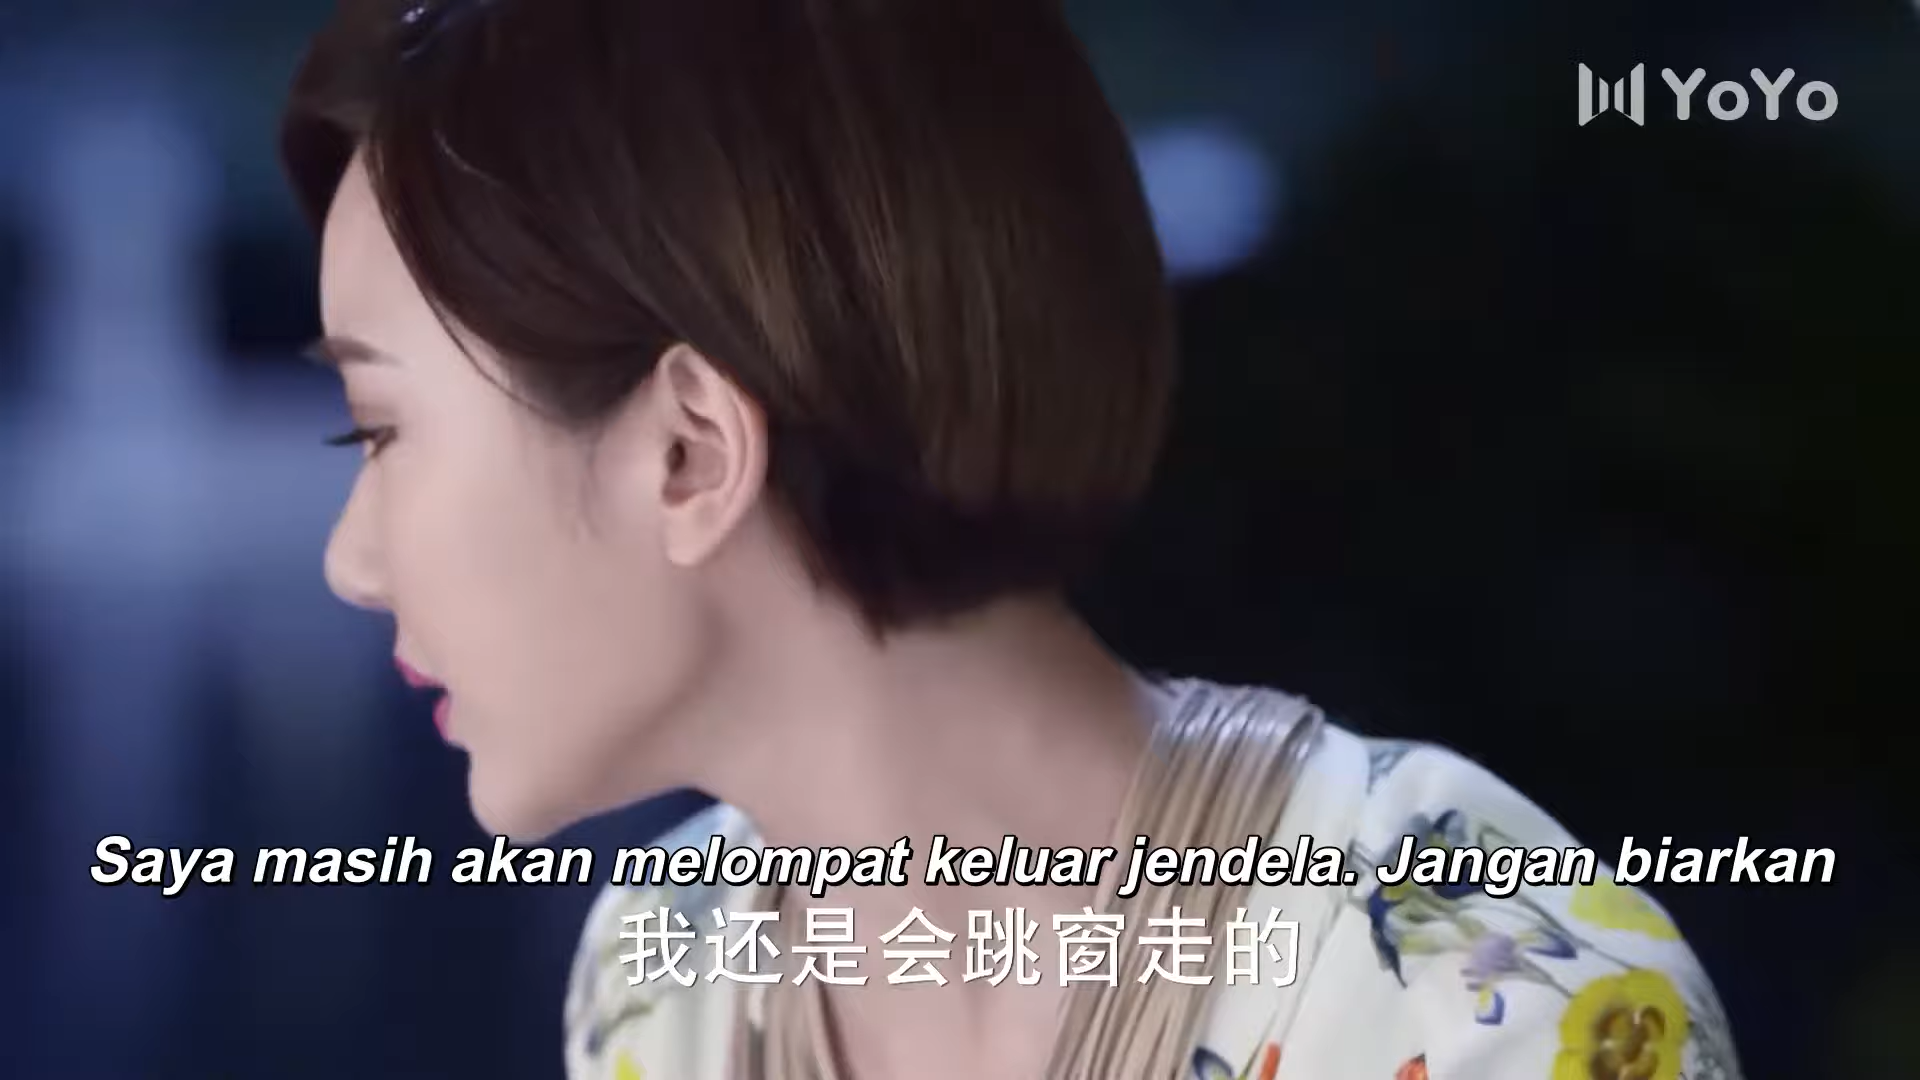 YoYo
Saya masih akan melompat keluar jendela. Jangan biarkan
我还是会跳窗走的